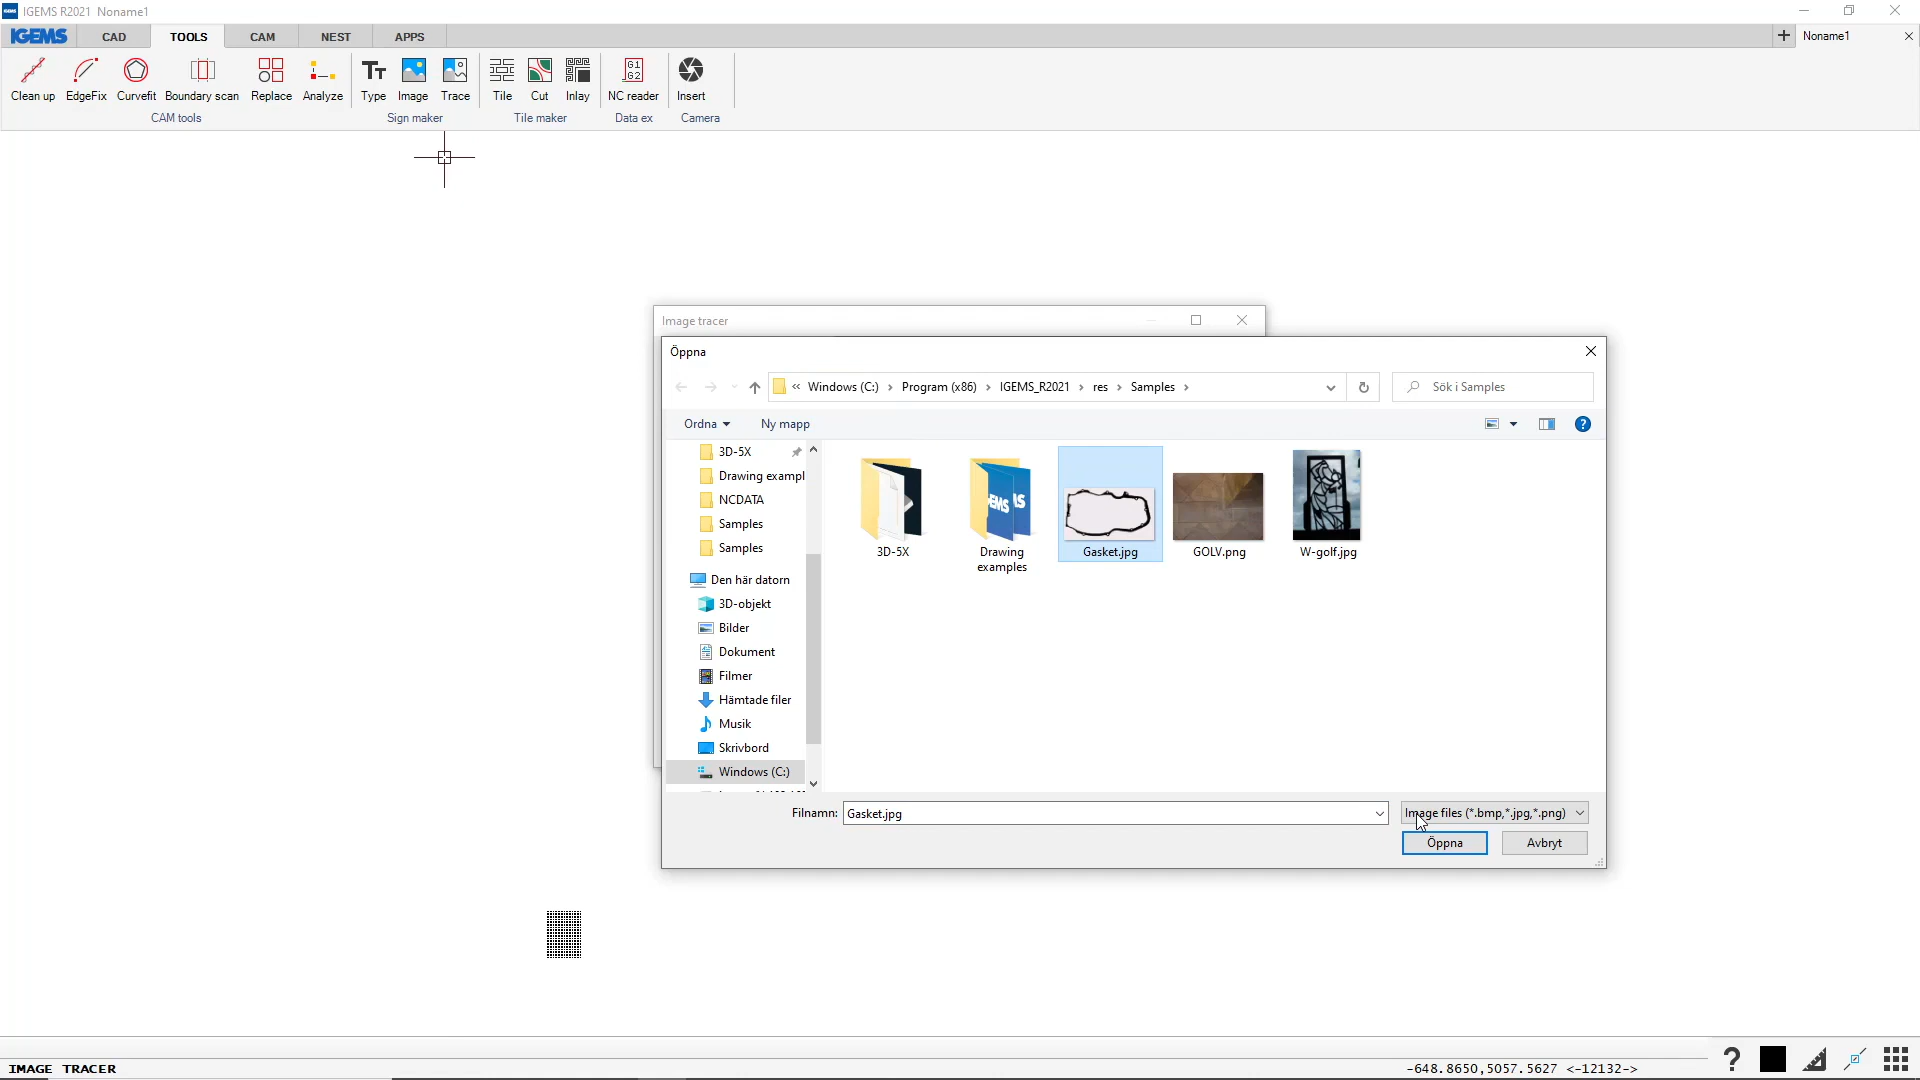 IGEMS R2021 Noname1
IGEMS CAD TOOLS CAM NEST APPS
Noname1
Clean up EdgeFix Curvefit Boundary scan Replace Analyze Type Image Trace Tile Cut Inlay NC reader Insert
CAM tools Sign maker Tile maker Data ex Camera
Image tracer
Öppna
« Windows (C:) › Program (x86) › IGEMS_R2021 › res › Samples ›
Sök i Samples
Ordna Ny mapp
3D-5X
Drawing exampl
NCDATA
Samples
Samples
Den här datorn
3D-objekt
Bilder
Dokument
Filmer
Hämtade filer
Musik
Skrivbord
Windows (C:)
3D-5X
Drawing
examples
Gasket.jpg
GOLV.png
W-golf.jpg
Filnamn: Gasket.jpg
Image files (*.bmp,*.jpg,*.png)
Öppna Avbryt
IMAGE TRACER
-648.8650,5057.5627 <-12132->